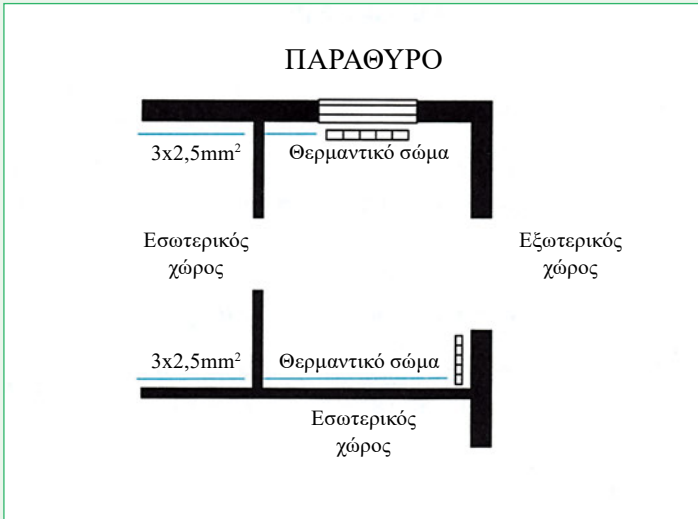 ΠΑΡΑΘΥΡΟ
3x2,5mm²
Θερμαντικό σώμα
Εσωτερικός
χώρος
Εξωτερικός
χώρος
3x2,5mm²
Θερμαντικό σώμα
Εσωτερικός
χώρος